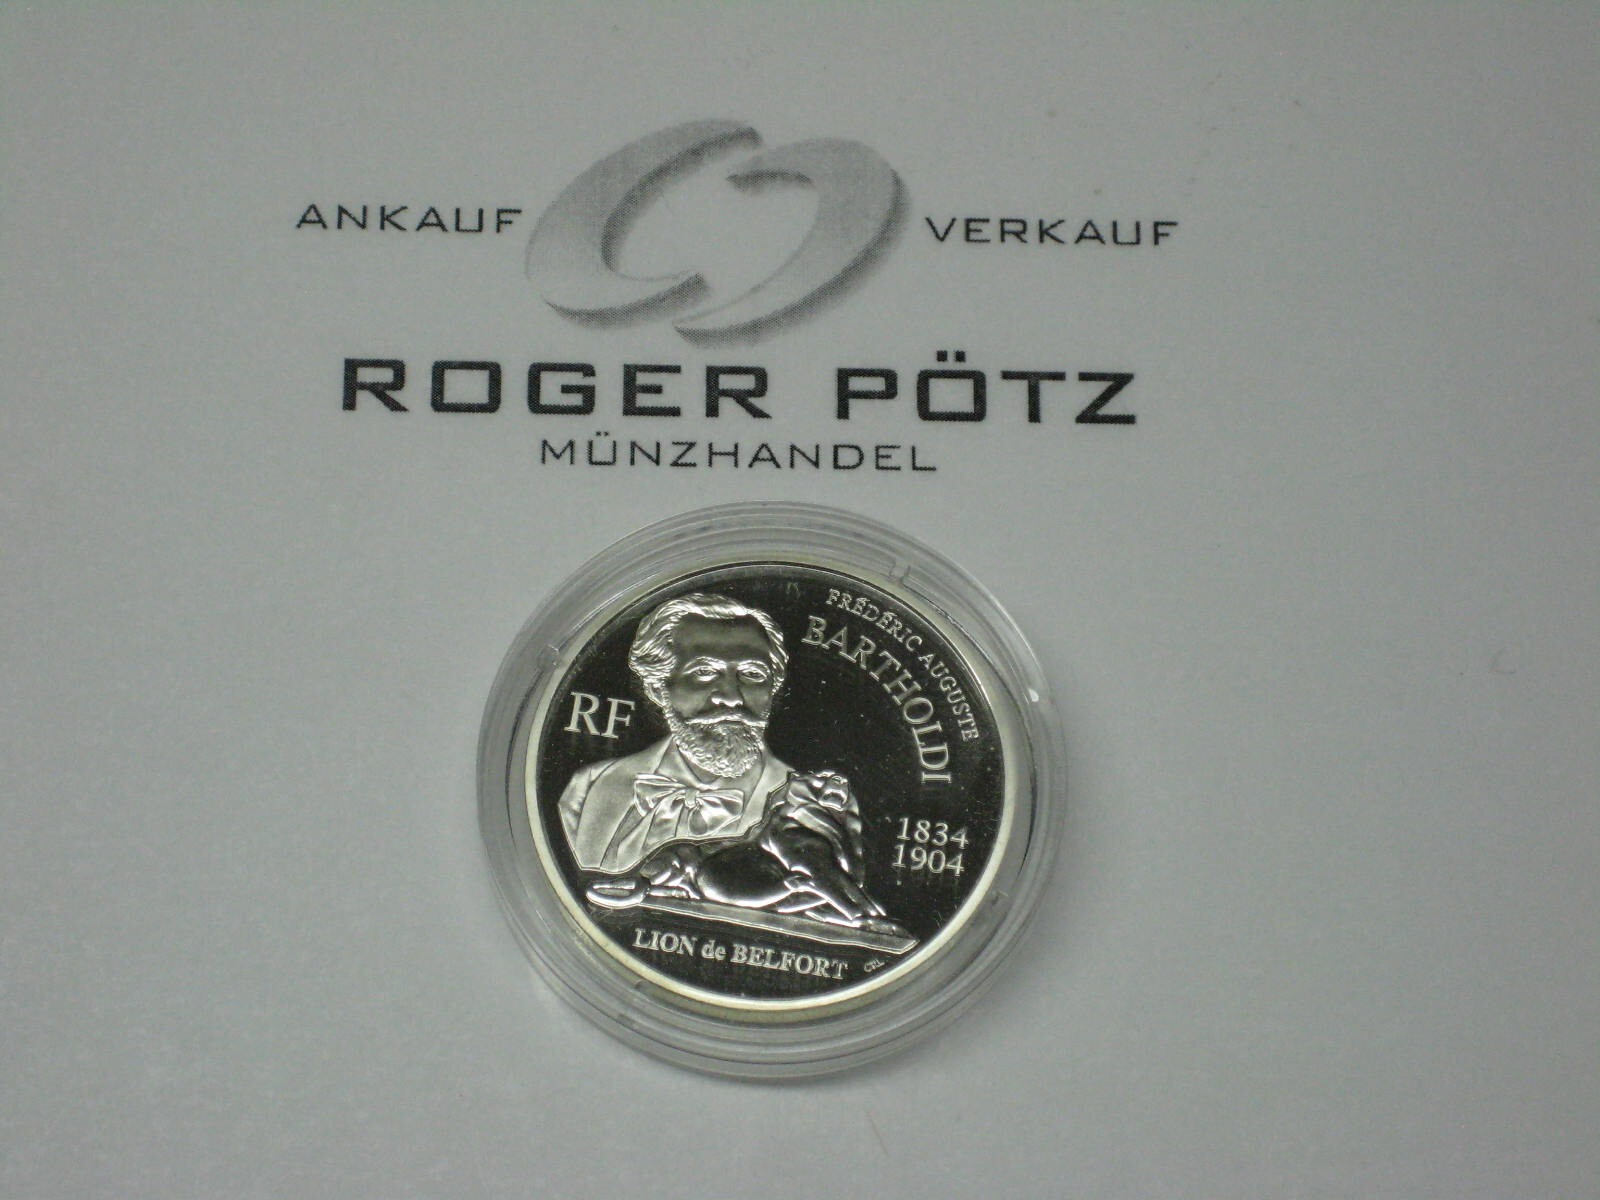 ANKAUF VERKAUF
ROGER PÖTZ
MÜNZHANDEL
FRÉDÉRIC AUGUSTE
BARTHOLDI
RF
1834
1904
LION de BELFORT